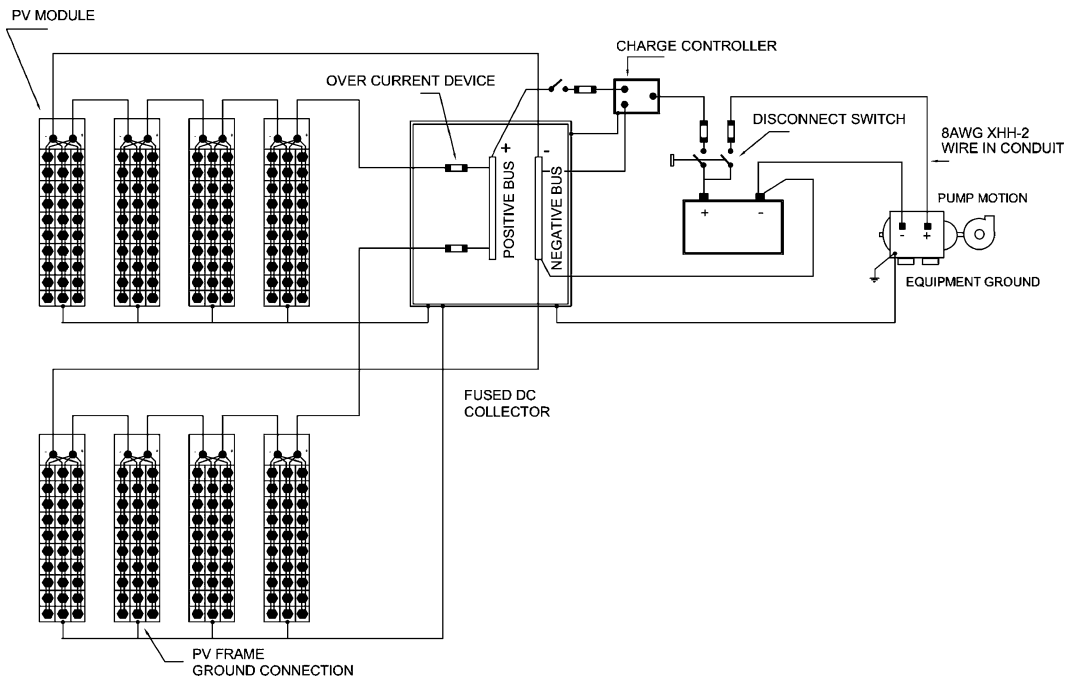 PV MODULE
CHARGE CONTROLLER
OVER CURRENT DEVICE
DISCONNECT SWITCH
8AWG XHH-2
WIRE IN CONDUIT
+
-
POSITIVE BUS
NEGATIVE BUS
PUMP MOTION
+ -
- +
EQUIPMENT GROUND
FUSED DC
COLLECTOR
PV FRAME
GROUND CONNECTION